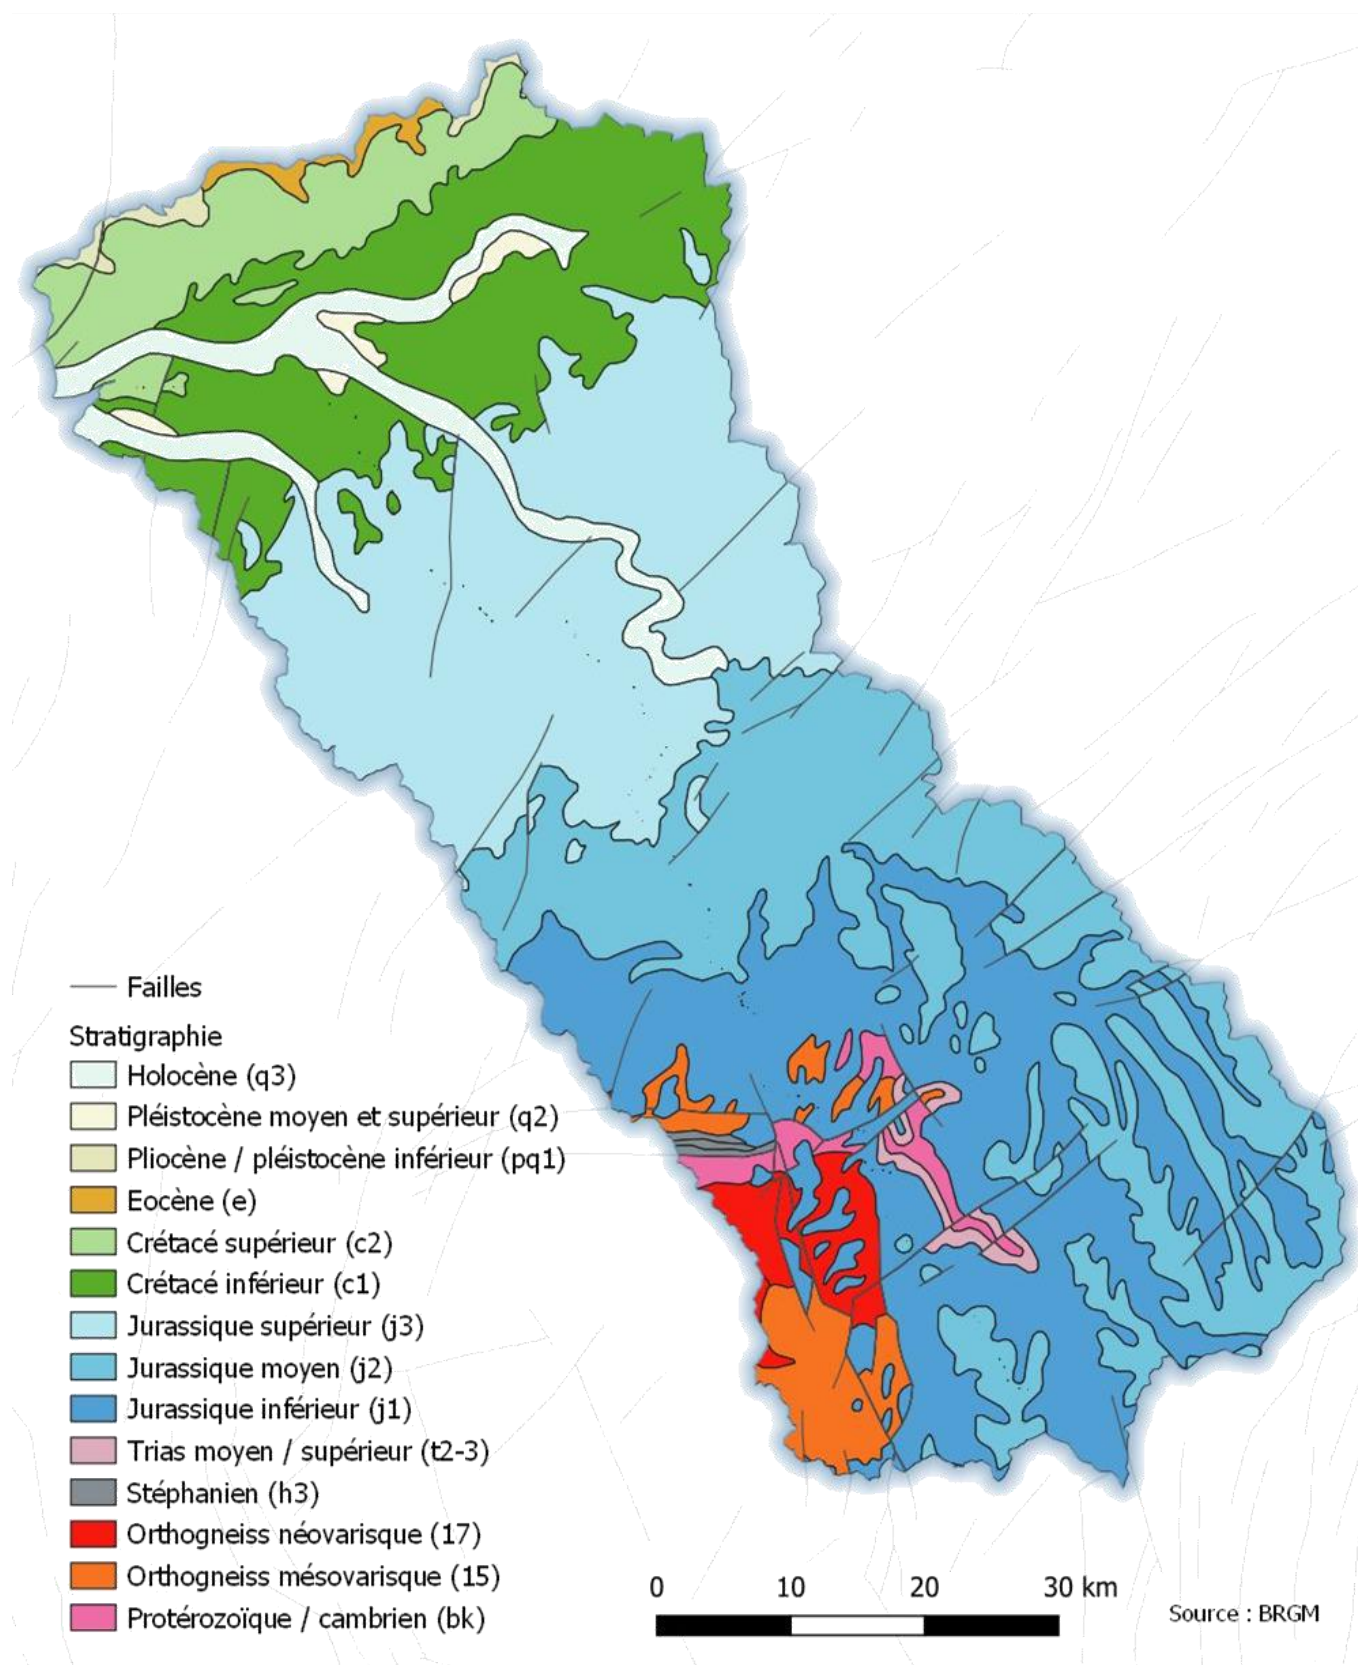 Failles
Stratigraphie
Holocène (q3)
Pléistocène moyen et supérieur (q2)
Pliocène / pléistocène inférieur (pq1)
Eocène (e)
Crétacé supérieur (c2)
Crétacé inférieur (c1)
Jurassique supérieur (j3)
Jurassique moyen (j2)
Jurassique inférieur (j1)
Trias moyen / supérieur (t2-3)
Stéphanien (h3)
Orthogneiss néovarisque (17)
Orthogneiss mésovarisque (15)
Protérozoïque / cambrien (bk)
0 10 20 30 km
Source : BRGM